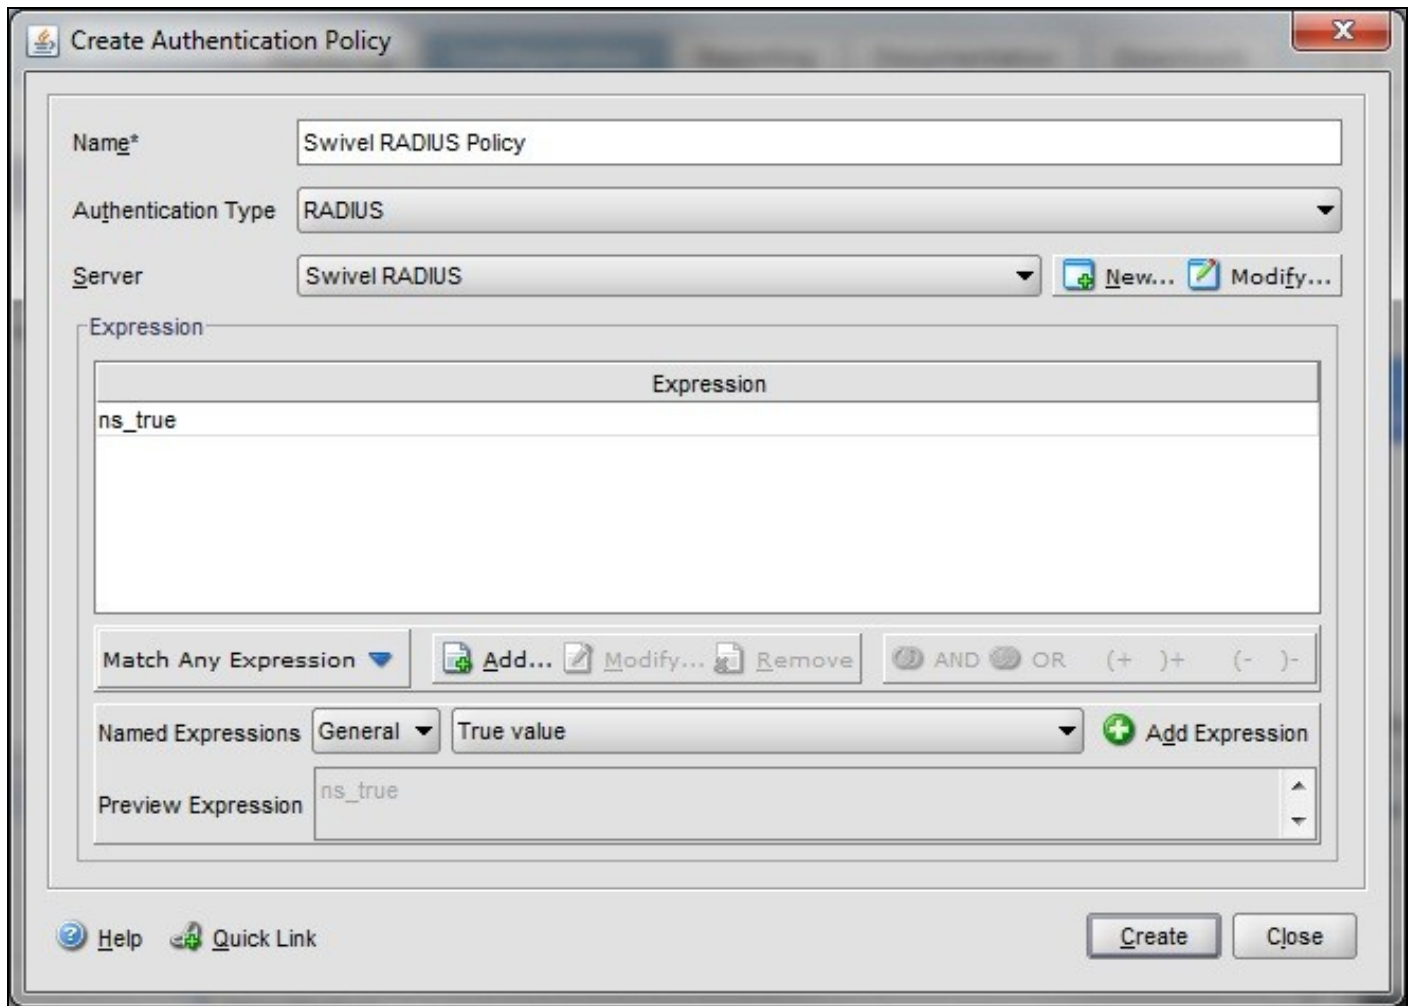 Create Authentication Policy
Name*
Swivel RADIUS Policy
Authentication Type
RADIUS
Server
Swivel RADIUS
New...
Modify...
Expression
Expression
ns_true
Match Any Expression
Add...
Modify...
Remove
AND
OR
(+
)+
(-
)-
Named Expressions
General
True value
Add Expression
Preview Expression
ns_true
Help
Quick Link
Create
Close